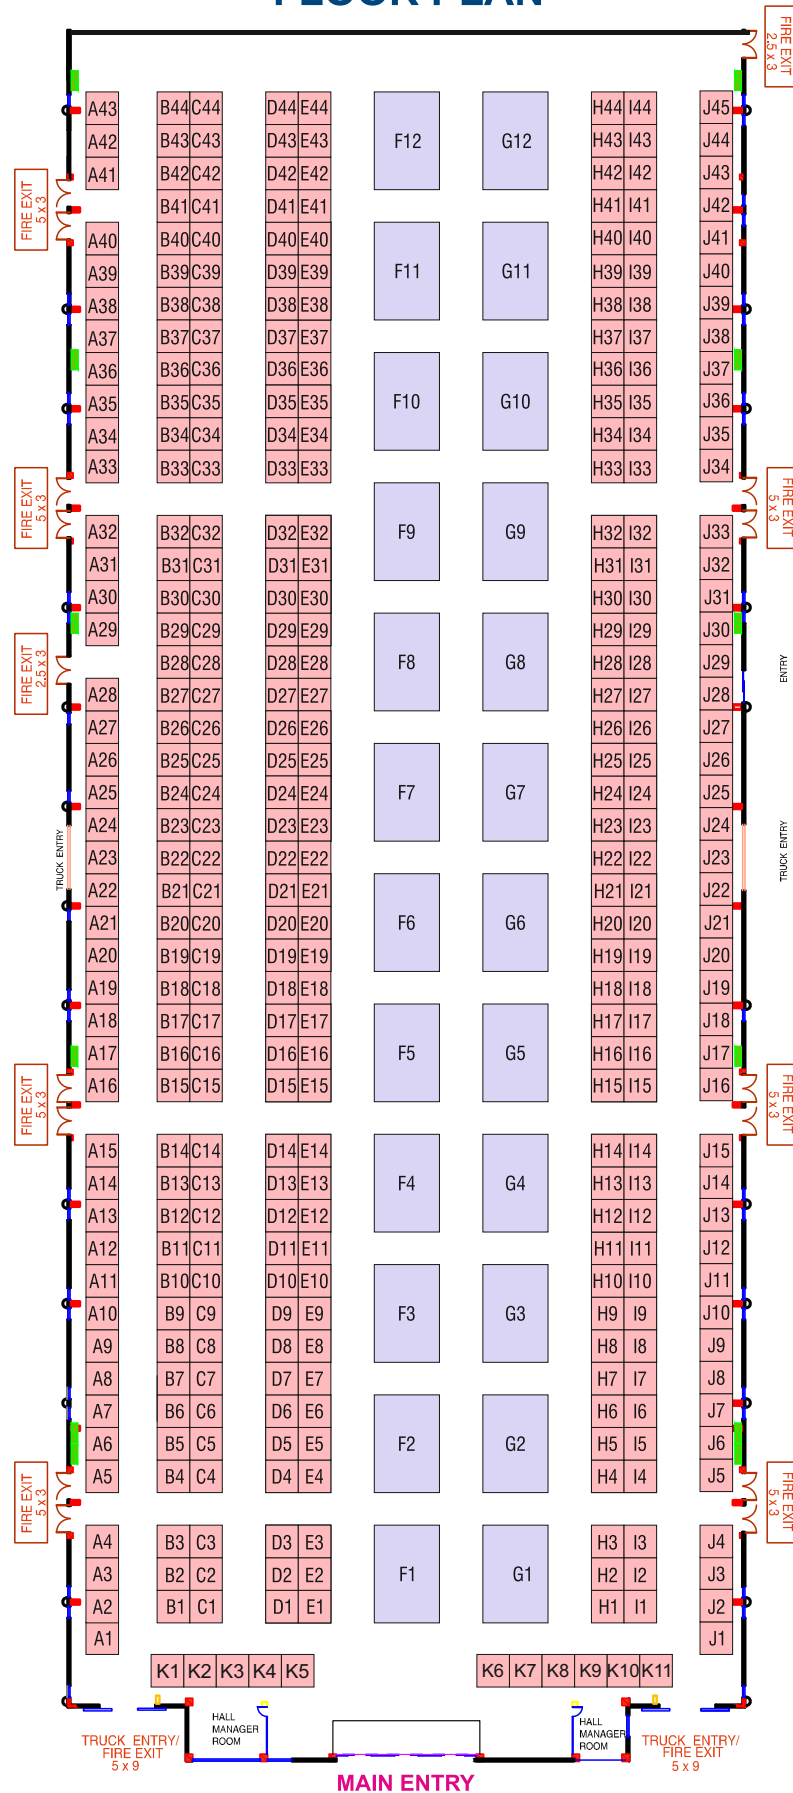 FLOOR PLAN
FIRE EXIT
2.5 x 3
A43 B44 C44 D44 E44 F12 G12 H44 I44 J45
A42 B43 C43 D43 E43 H43 I43 J44
A41 B42 C42 D42 E42 H42 I42 J43
FIRE EXIT
5 x 3
B41 C41 D41 E41 H41 I41 J42
A40 B40 C40 D40 E40 F11 G11 H40 I40 J41
A39 B39 C39 D39 E39 H39 I39 J40
A38 B38 C38 D38 E38 H38 I38 J39
A37 B37 C37 D37 E37 H37 I37 J38
A36 B36 C36 D36 E36 F10 G10 H36 I36 J37
A35 B35 C35 D35 E35 H35 I35 J36
A34 B34 C34 D34 E34 H34 I34 J35
A33 B33 C33 D33 E33 H33 I33 J34
FIRE EXIT
5 x 3
FIRE EXIT
5 x 3
A32 B32 C32 D32 E32 F9 G9 H32 I32 J33
A31 B31 C31 D31 E31 H31 I31 J32
A30 B30 C30 D30 E30 H30 I30 J31
A29 B29 C29 D29 E29 H29 I29 J30
FIRE EXIT
2.5 x 3
B28 C28 D28 E28 F8 G8 H28 I28 J29
ENTRY
A28 B27 C27 D27 E27 H27 I27 J28
A27 B26 C26 D26 E26 H26 I26 J27
A26 B25 C25 D25 E25 H25 I25 J26
A25 B24 C24 D24 E24 F7 G7 H24 I24 J25
A24 B23 C23 D23 E23 H23 I23 J24
TRUCK ENTRY
TRUCK ENTRY
A23 B22 C22 D22 E22 H22 I22 J23
A22 B21 C21 D21 E21 H21 I21 J22
A21 B20 C20 D20 E20 F6 G6 H20 I20 J21
A20 B19 C19 D19 E19 H19 I19 J20
A19 B18 C18 D18 E18 H18 I18 J19
A18 B17 C17 D17 E17 H17 I17 J18
A17 B16 C16 D16 E16 F5 G5 H16 I16 J17
A16 B15 C15 D15 E15 H15 I15 J16
FIRE EXIT
5 x 3
FIRE EXIT
5 x 3
A15 B14 C14 D14 E14 H14 I14 J15
A14 B13 C13 D13 E13 F4 G4 H13 I13 J14
A13 B12 C12 D12 E12 H12 I12 J13
A12 B11 C11 D11 E11 H11 I11 J12
A11 B10 C10 D10 E10 H10 I10 J11
A10 B9 C9 D9 E9 F3 G3 H9 I9 J10
A9 B8 C8 D8 E8 H8 I8 J9
A8 B7 C7 D7 E7 H7 I7 J8
A7 B6 C6 D6 E6 H6 I6 J7
A6 B5 C5 D5 E5 F2 G2 H5 I5 J6
A5 B4 C4 D4 E4 H4 I4 J5
FIRE EXIT
5 x 3
FIRE EXIT
5 x 3
A4 B3 C3 D3 E3 H3 I3 J4
A3 B2 C2 D2 E2 F1 G1 H2 I2 J3
A2 B1 C1 D1 E1 H1 I1 J2
A1 J1
K1 K2 K3 K4 K5 K6 K7 K8 K9 K10 K11
HALL
MANAGER
ROOM
HALL
MANAGER
ROOM
TRUCK ENTRY/
FIRE EXIT
5 x 9
TRUCK ENTRY/
FIRE EXIT
5 x 9
MAIN ENTRY